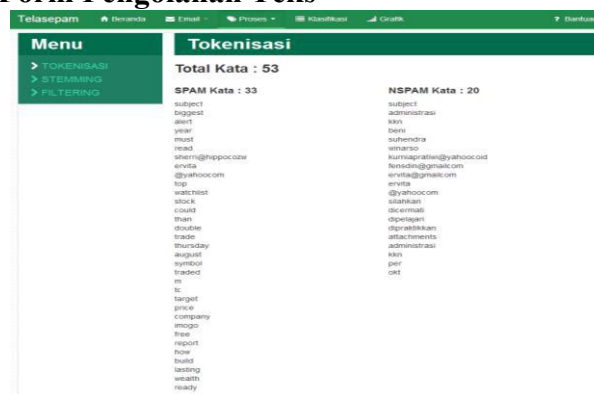 Form Pengolahan Teks
Telasepam Beranda Email Proses Klasifikasi Grafik ? Bantuan
Menu
> TOKENISASI
> STEMMING
> FILTERING
Tokenisasi
Total Kata : 53
SPAM Kata : 33
subject
biggest
alert
year
must
read
sherri@hippocozw
ervita
@yahoocom
top
watchlist
stock
could
than
double
trade
thursday
august
symbol
traded
m
tc
target
price
company
imogo
free
report
how
build
lasting
wealth
ready
NSPAM Kata : 20
subject
administrasi
kkn
beni
suhendra
winarso
kurniapratiwi@yahoocoid
fensdin@gmailcom
ervita@gmailcom
ervita
@yahoocom
silahkan
dicermati
dipelajari
dipraktikkan
attachments
administrasi
kkn
per
okt